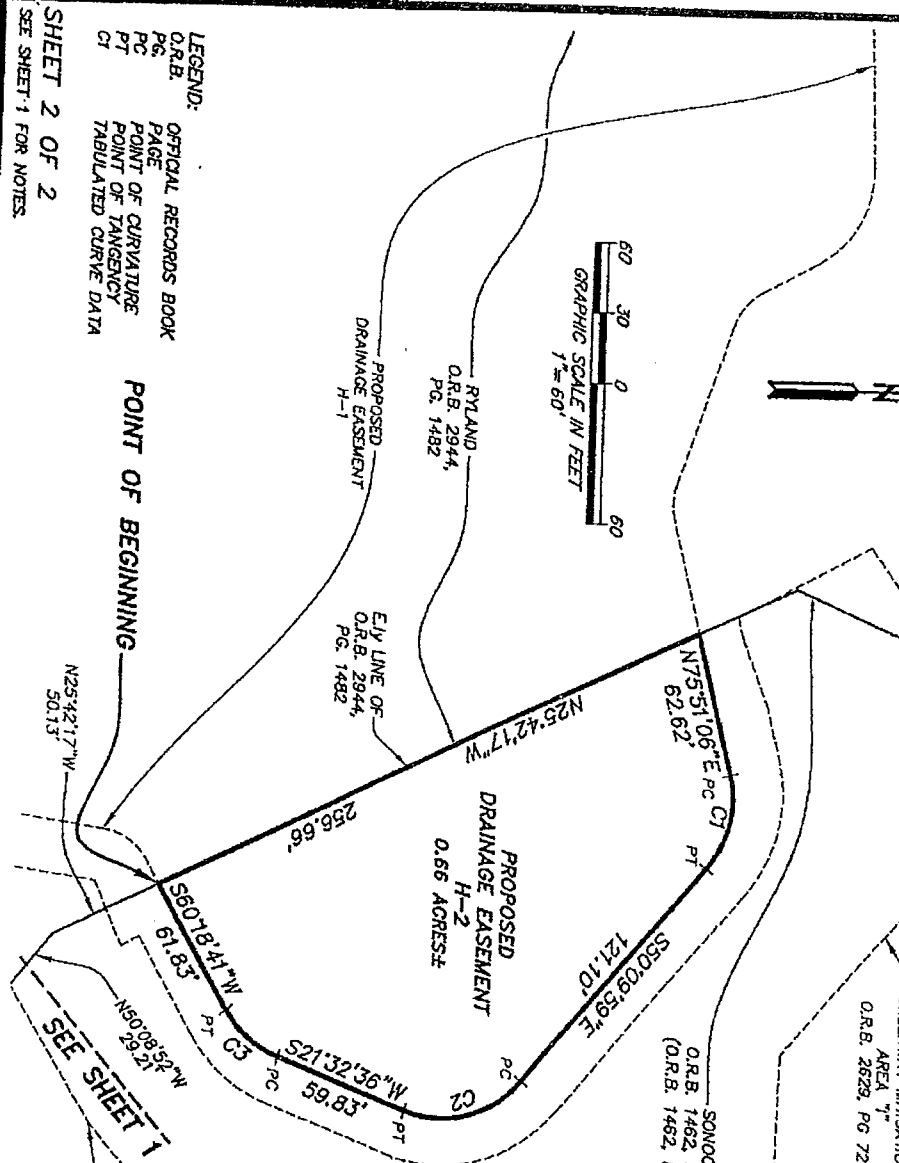 N
60 30 0 60
GRAPHIC SCALE IN FEET
1"= 60'
RYLAND
O.R.B. 2944,
PG. 1482
PROPOSED
DRAINAGE EASEMENT
H-1
E'ly LINE OF
O.R.B. 2944,
PG. 1482
N75°51'06"E
62.62'
PC
C1
PT
S50°09'59"E
121.10'
PC
C2
PT
S21°32'36"W
59.83'
PC
C3
PT
S60°18'41"W
61.83'
N25°42'17"W
256.66'
PROPOSED
DRAINAGE EASEMENT
H-2
0.66 ACRES±
AREA "1"
O.R.B. 2629, PG 72
O.R.B. 1462,
(O.R.B. 1462,
POINT OF BEGINNING
N25°42'17"W
50.13'
N50°08'52"W
29.21'
SEE SHEET 1
LEGEND:
O.R.B. OFFICIAL RECORDS BOOK
PG. PAGE
PC POINT OF CURVATURE
PT POINT OF TANGENCY
C1 TABULATED CURVE DATA
SHEET 2 OF 2
SEE SHEET 1 FOR NOTES.